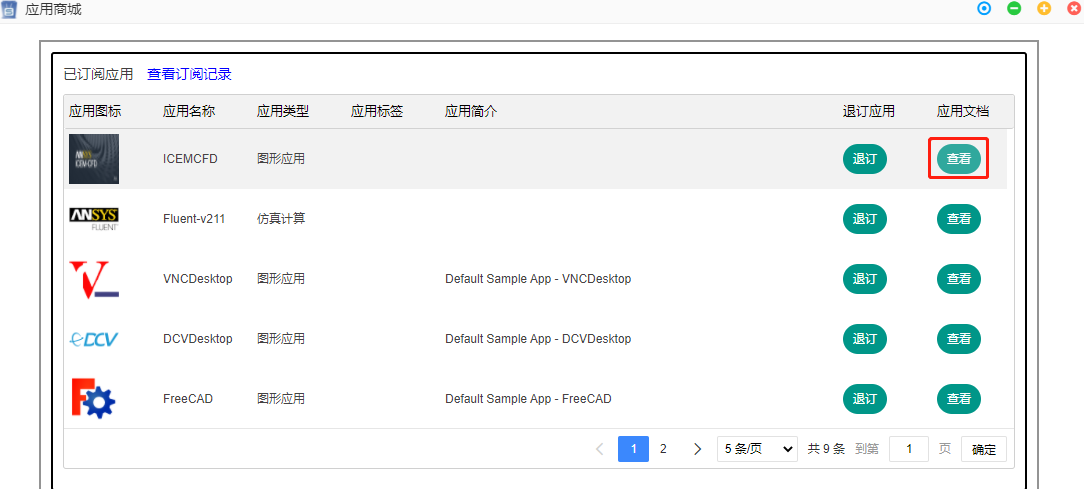 应用商城
已订阅应用 查看订阅记录
应用图标 应用名称 应用类型 应用标签 应用简介 退订应用 应用文档
ANSYS ICEM CFD ICEMCFD 图形应用 退订 查看
ANSYS FLUENT Fluent-v211 仿真计算 退订 查看
VNCDesktop 图形应用 Default Sample App - VNCDesktop 退订 查看
DCV DCVDesktop 图形应用 Default Sample App - DCVDesktop 退订 查看
FreeCAD 图形应用 Default Sample App - FreeCAD 退订 查看
1 2 5 条/页 共 9 条 到第 1 页 确定